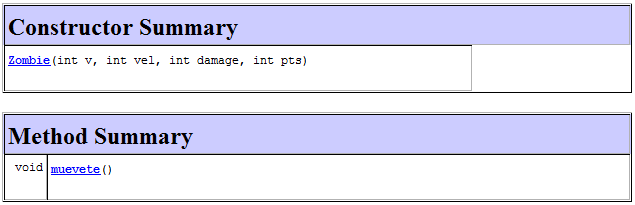 Constructor Summary
Zombie(int v, int vel, int damage, int pts)
Method Summary
void muevete()